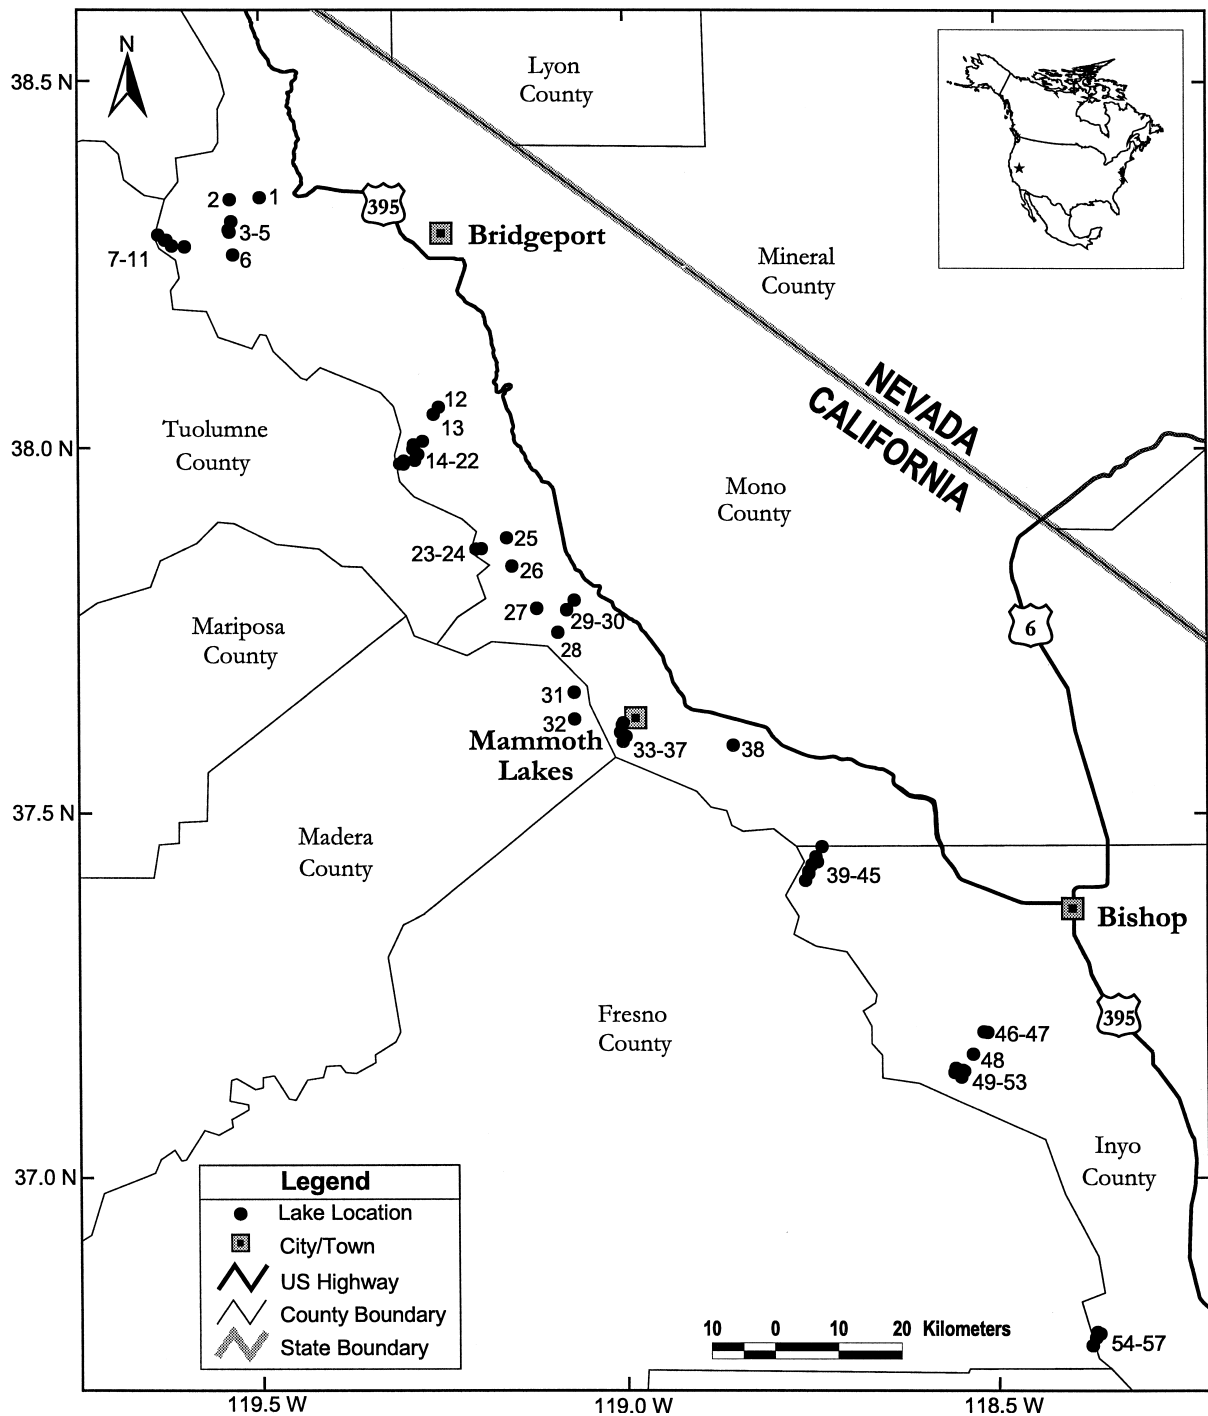 N
38.5 N
Lyon
County
2
1
395
3-5
Bridgeport
7-11
6
Mineral
County
NEVADA
CALIFORNIA
12
13
Tuolumne
County
14-22
38.0 N
Mono
County
25
23-24
26
27
29-30
28
6
Mariposa
County
31
32
Mammoth
Lakes
33-37
38
37.5 N
Madera
County
39-45
Bishop
Fresno
County
395
46-47
48
49-53
Inyo
County
37.0 N
Legend
Lake Location
City/Town
US Highway
County Boundary
State Boundary
10 0 10 20 Kilometers
54-57
119.5 W
119.0 W
118.5 W